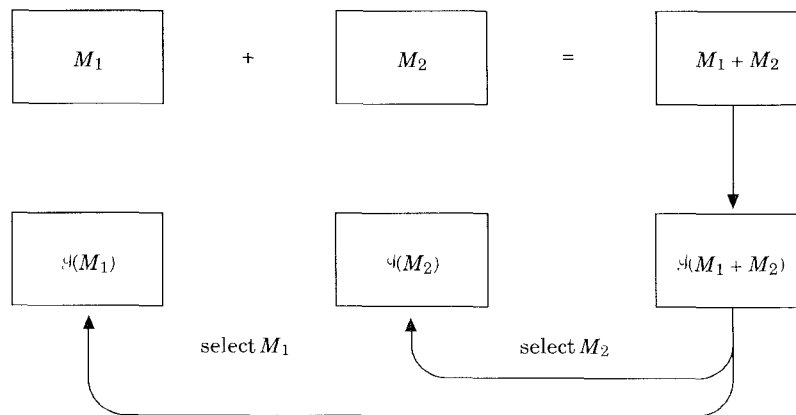 M₁ + M₂ = M₁ + M₂
𝒢(M₁) 𝒢(M₂) 𝒢(M₁ + M₂)
select M₁ select M₂